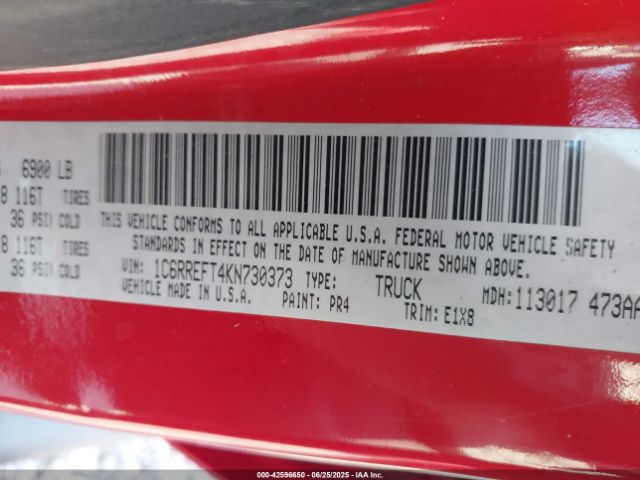 6900 LB
8 116T TIRES
36 PSI) COLD
8 116T TIRES
36 PSI) COLD
THIS VEHICLE CONFORMS TO ALL APPLICABLE U.S.A. FEDERAL MOTOR VEHICLE SAFETY
STANDARDS IN EFFECT ON THE DATE OF MANUFACTURE SHOWN ABOVE.
VIN: 1C6RREFT4KN730373 TYPE: TRUCK MDH:113017 473AA
VEHICLE MADE IN U.S.A. PAINT: PR4 TRIM: E1X8
000-42596650 06/25/2025 IAA Inc.